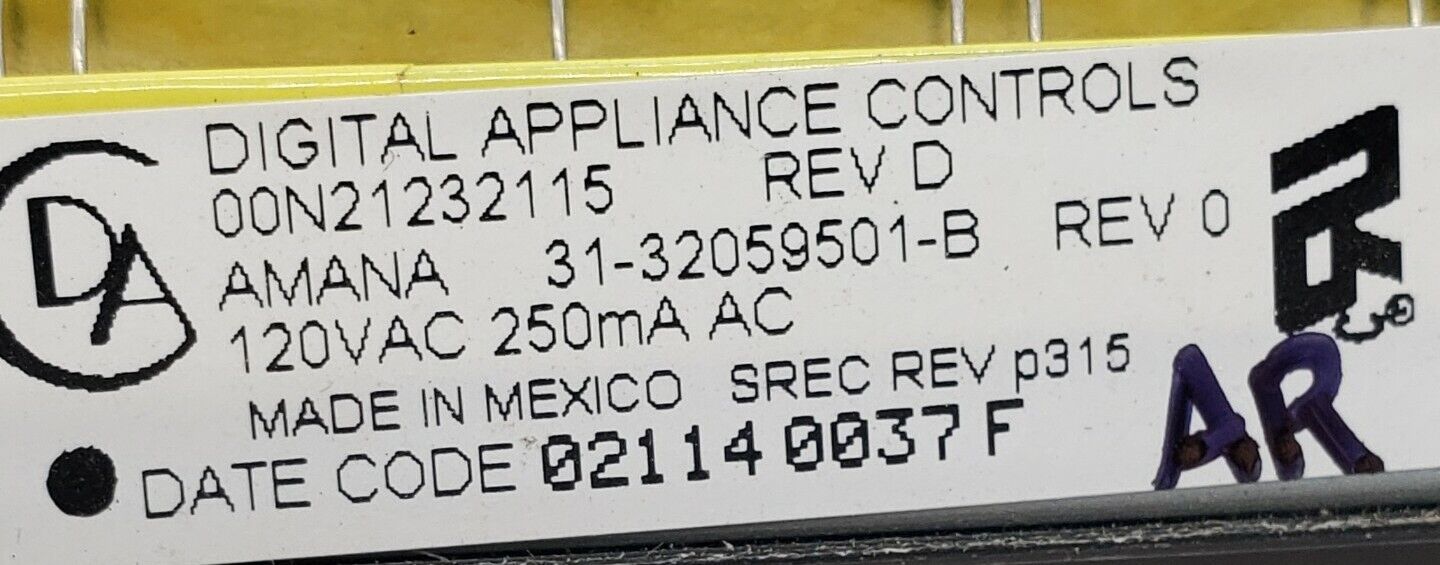 DIGITAL APPLIANCE CONTROLS
00N21232115 REV D
AMANA 31-32059501-B REV 0
120VAC 250mA AC
MADE IN MEXICO SREC REV p315
DATE CODE 02114 0037 F
AR
DA